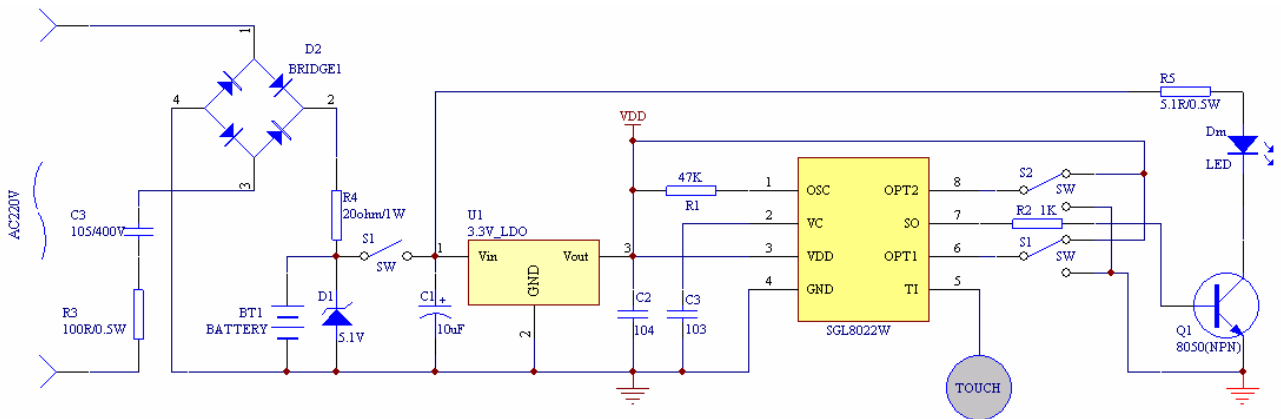 1
D2
BRIDGE1
4
2
3
AC220V
C3
105/400V
R3
100R/0.5W
R4
20ohm/1W
S1
SW
BT1
BATTERY
D1
5.1V
C1
+
10uF
U1
3.3V_LDO
1
Vin
Vout
3
GND
2
VDD
C2
104
C3
103
47K
R1
1
OSC
OPT2
8
2
VC
SO
7
3
VDD
OPT1
6
4
GND
TI
5
SGL8022W
TOUCH
S2
SW
R2 1K
S1
SW
R5
5.1R/0.5W
Dm
LED
Q1
8050(NPN)